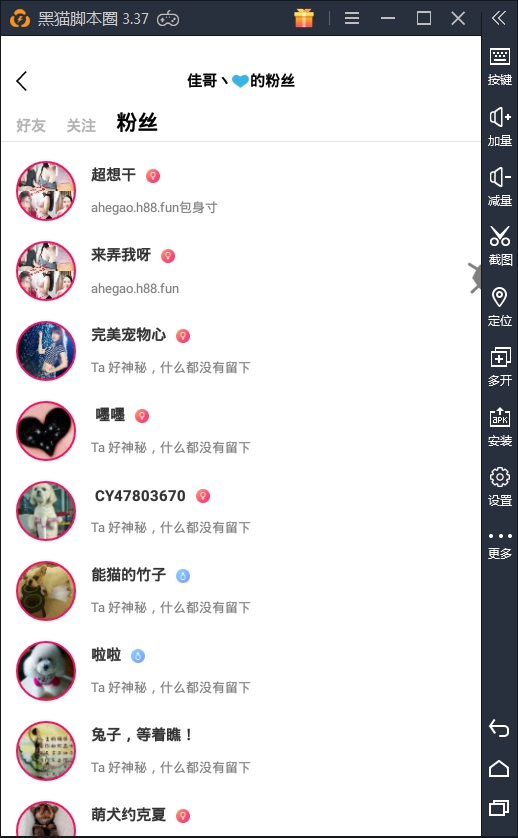 黑猫脚本圈 3.37
佳哥丶💙的粉丝
好友 关注 粉丝
超想干
ahegao.h88.fun包身寸
来弄我呀
ahegao.h88.fun
完美宠物心
Ta 好神秘，什么都没有留下
嘿嘿
Ta 好神秘，什么都没有留下
CY47803670
Ta 好神秘，什么都没有留下
能猫的竹子
Ta 好神秘，什么都没有留下
啦啦
Ta 好神秘，什么都没有留下
兔子，等着瞧！
Ta 好神秘，什么都没有留下
萌犬约克夏
按键
加量
减量
截图
定位
多开
APK
安装
设置
更多